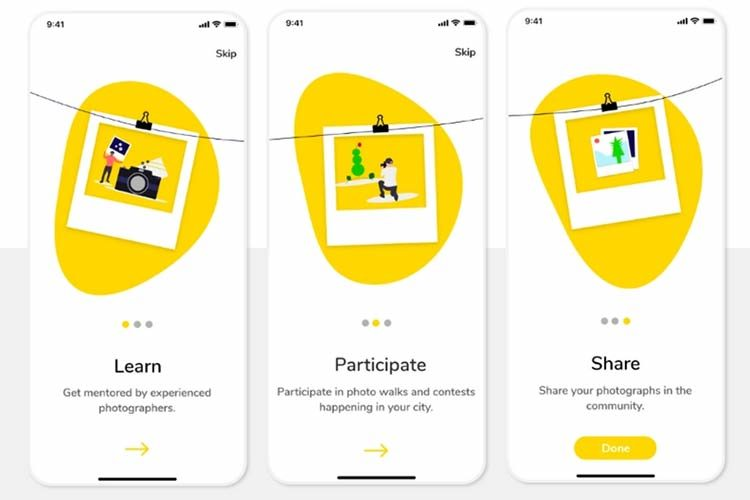 9:41
Skip
Learn
Get mentored by experienced
photographers.
9:41
Skip
Participate
Participate in photo walks and contests
happening in your city.
9:41
Share
Share your photographs in the
community.
Done